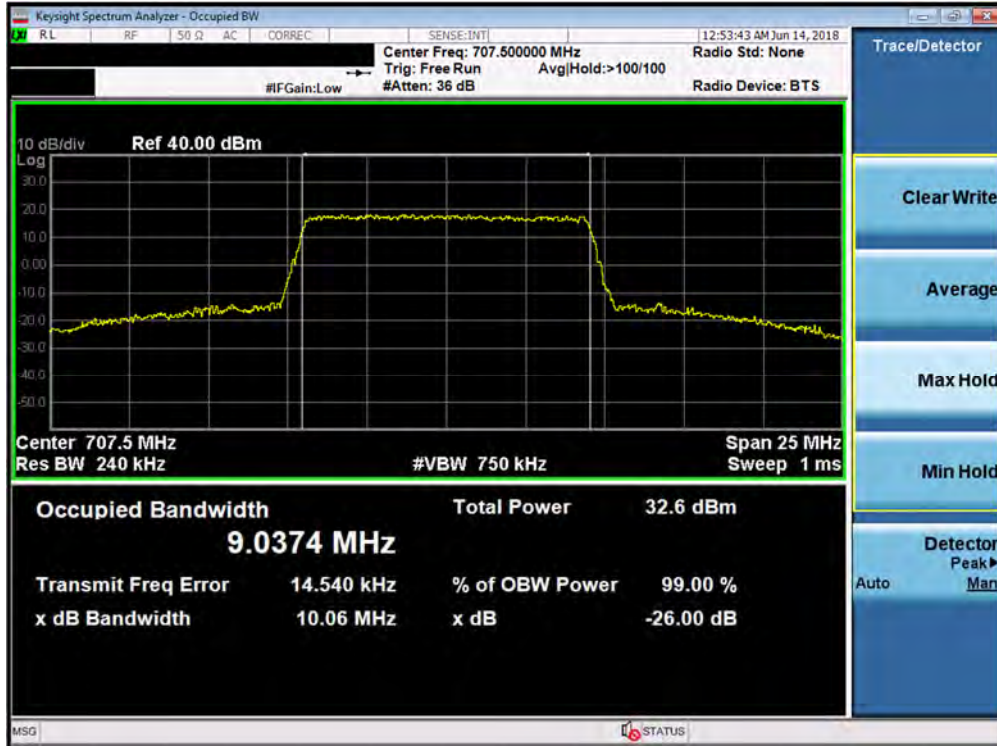 Keysight Spectrum Analyzer - Occupied BW
LXI RL RF 50 Ω AC CORREC SENSE:INT 12:53:43 AM Jun 14, 2018
Center Freq: 707.500000 MHz Radio Std: None
Trig: Free Run Avg|Hold:>100/100
#IFGain:Low #Atten: 36 dB Radio Device: BTS
Trace/Detector
10 dB/div Ref 40.00 dBm
Log
30.0
20.0
10.0
0.00
-10.0
-20.0
-30.0
-40.0
-50.0
Center 707.5 MHz Span 25 MHz
Res BW 240 kHz #VBW 750 kHz Sweep 1 ms
Occupied Bandwidth Total Power 32.6 dBm
9.0374 MHz
Transmit Freq Error 14.540 kHz % of OBW Power 99.00 %
x dB Bandwidth 10.06 MHz x dB -26.00 dB
Clear Write
Average
Max Hold
Min Hold
Detector
Peak▶
Auto Man
MSG STATUS